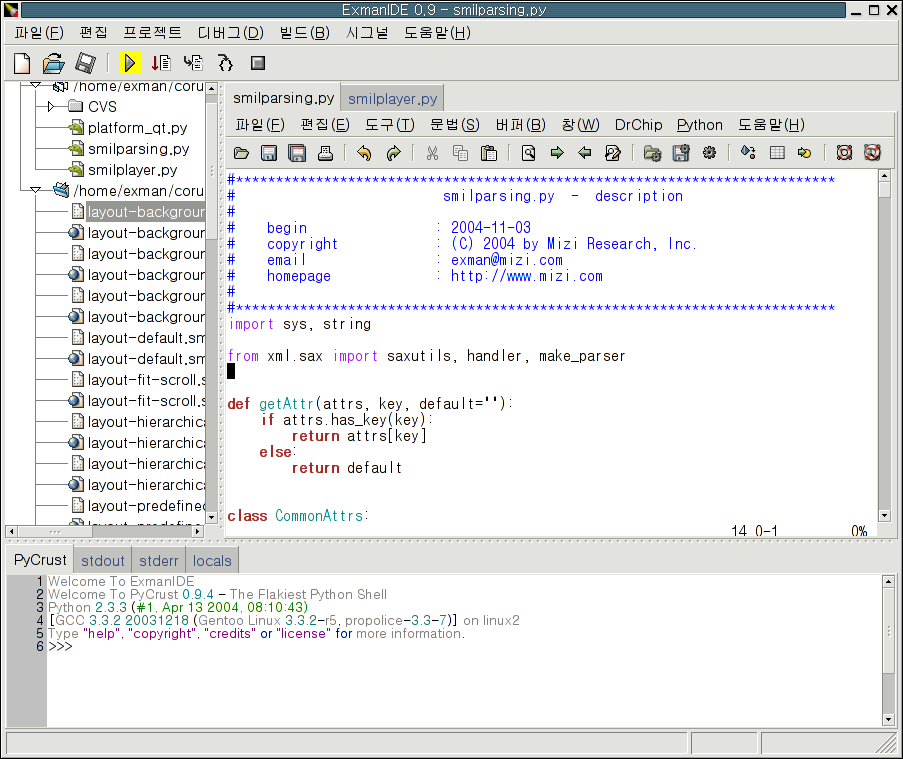 ExmanIDE 0.9 - smilparsing.py
파일(F) 편집 프로젝트 디버그(D) 빌드(B) 시그널 도움말(H)
/home/exman/coru
CVS
platform_qt.py
smilparsing.py
smilplayer.py
/home/exman/coru
layout-backgrour
layout-backgrour
layout-backgrour
layout-backgrour
layout-backgrour
layout-backgrour
layout-default.sm
layout-default.sm
layout-fit-scroll.s
layout-fit-scroll.s
layout-hierarchica
layout-hierarchica
layout-hierarchica
layout-hierarchica
layout-predefined
layout-predefine
smilparsing.py smilplayer.py
파일(F) 편집(E) 도구(T) 문법(S) 버퍼(B) 창(W) DrChip Python 도움말(H)
#***************************************************************************
# smilparsing.py - description
#
# begin : 2004-11-03
# copyright : (C) 2004 by Mizi Research, Inc.
# email : exman@mizi.com
# homepage : http://www.mizi.com
#
#***************************************************************************
import sys, string
from xml.sax import saxutils, handler, make_parser
def getAttr(attrs, key, default=''):
if attrs.has_key(key):
return attrs[key]
else:
return default
class CommonAttrs:
14,0-1 0%
PyCrust stdout stderr locals
1 Welcome To ExmanIDE
2 Welcome To PyCrust 0.9.4 - The Flakiest Python Shell
3 Python 2.3.3 (#1, Apr 13 2004, 08:10:43)
4 [GCC 3.3.2 20031218 (Gentoo Linux 3.3.2-r5, propolice-3.3-7)] on linux2
5 Type "help", "copyright", "credits" or "license" for more information.
6 >>>